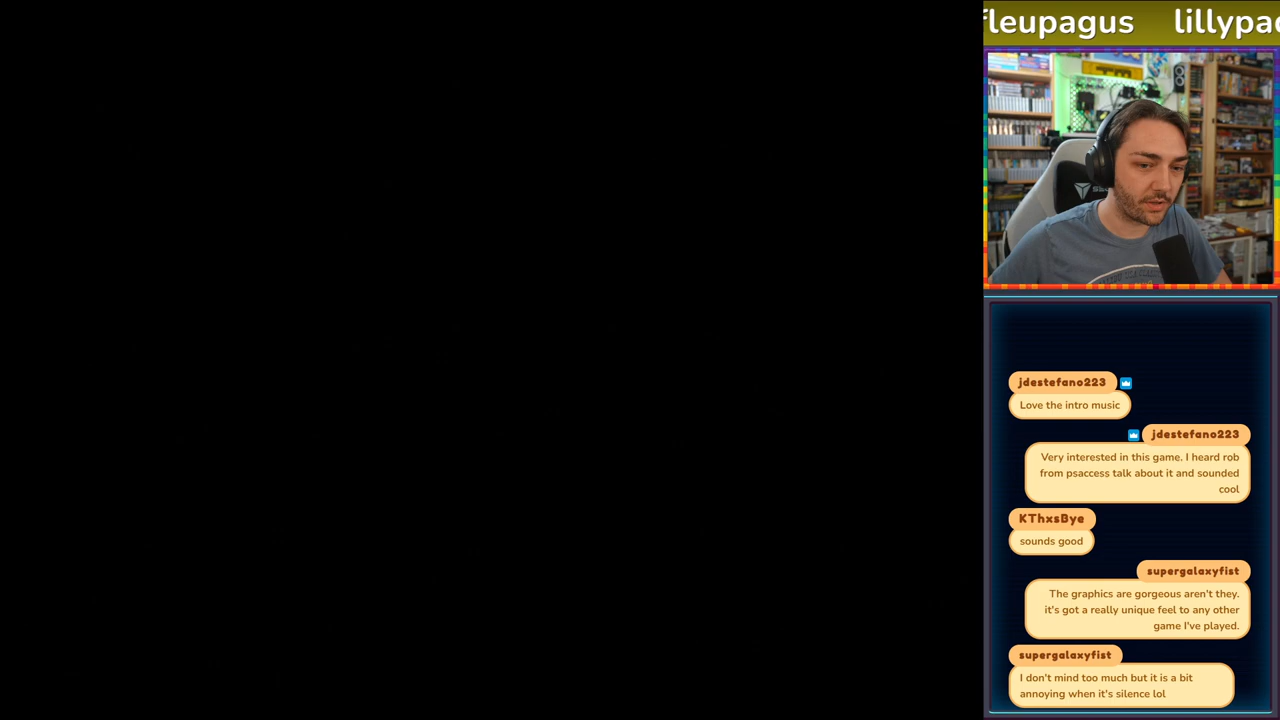 fleupagus lillypad
jdestefano223
Love the intro music
jdestefano223
Very interested in this game. I heard rob
from psaccess talk about it and sounded
cool
KThxsBye
sounds good
supergalaxyfist
The graphics are gorgeous aren't they.
it's got a really unique feel to any other
game I've played.
supergalaxyfist
I don't mind too much but it is a bit
annoying when it's silence lol